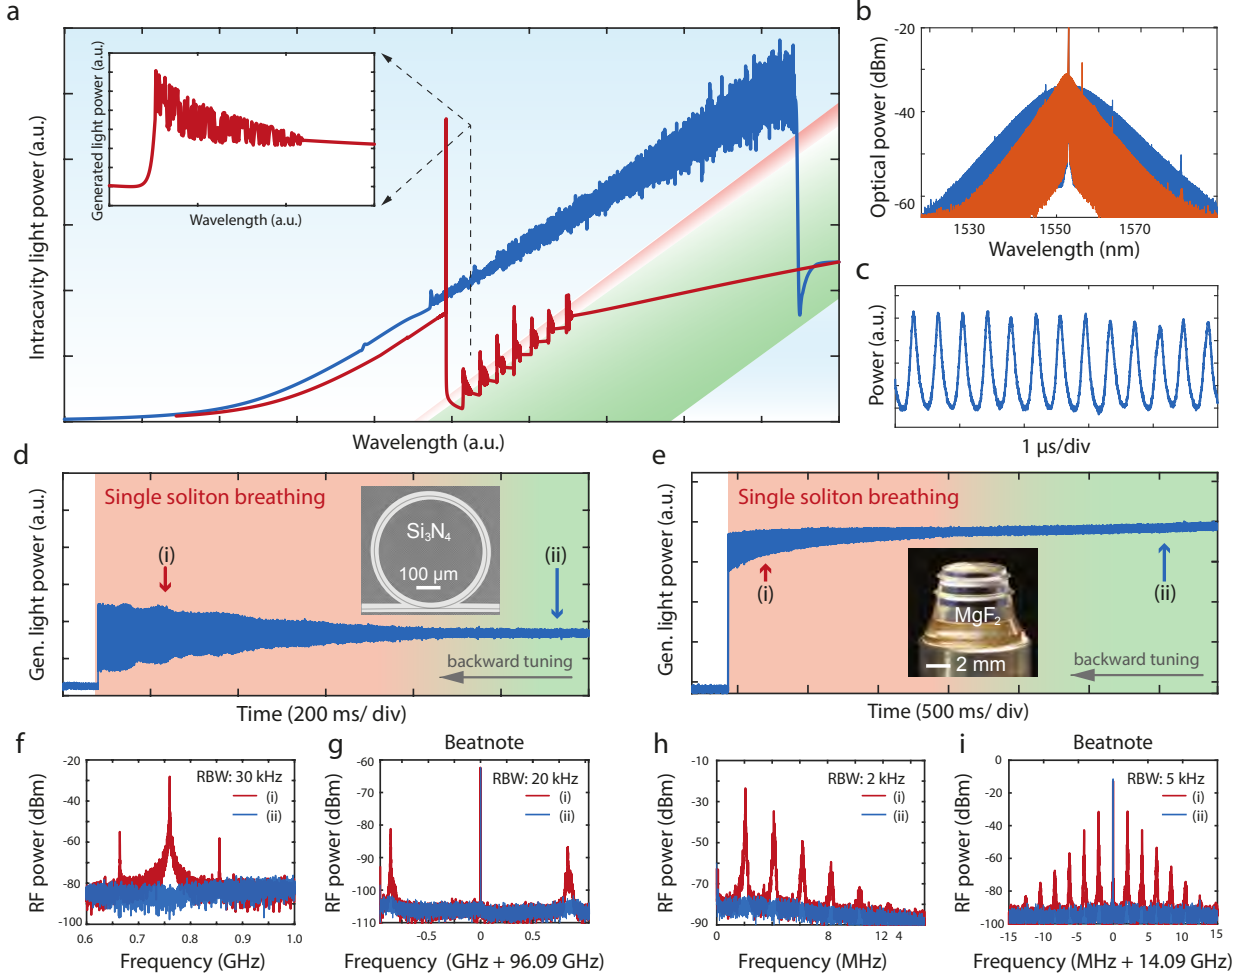 a
Intracavity light power (a.u.)
Wavelength (a.u.)
Generated light power (a.u.)
Wavelength (a.u.)
b
Optical power (dBm)
-20
-40
-60
1530
1550
1570
Wavelength (nm)
c
Power (a.u.)
1 µs/div
d
Gen. light power (a.u.)
Single soliton breathing
(i)
Si3N4
100 µm
(ii)
backward tuning
Time (200 ms/ div)
e
Gen. light power (a.u.)
Single soliton breathing
(i)
MgF2
2 mm
(ii)
backward tuning
Time (500 ms/ div)
f
RF power (dBm)
-20
-40
-60
-80
-100
RBW: 30 kHz
(i)
(ii)
0.6
0.7
0.8
0.9
1.0
Frequency (GHz)
g
Beatnote
RF power (dBm)
-60
-70
-80
-90
-100
-110
RBW: 20 kHz
(i)
(ii)
-0.5
0
0.5
Frequency (GHz + 96.09 GHz)
h
RF power (dBm)
-10
-30
-50
-70
-90
RBW: 2 kHz
(i)
(ii)
0
4
8
12
4
Frequency (MHz)
i
Beatnote
RF power (dBm)
0
-20
-40
-60
-80
-100
RBW: 5 kHz
(i)
(ii)
-15
-10
-5
0
5
10
15
Frequency (MHz + 14.09 GHz)